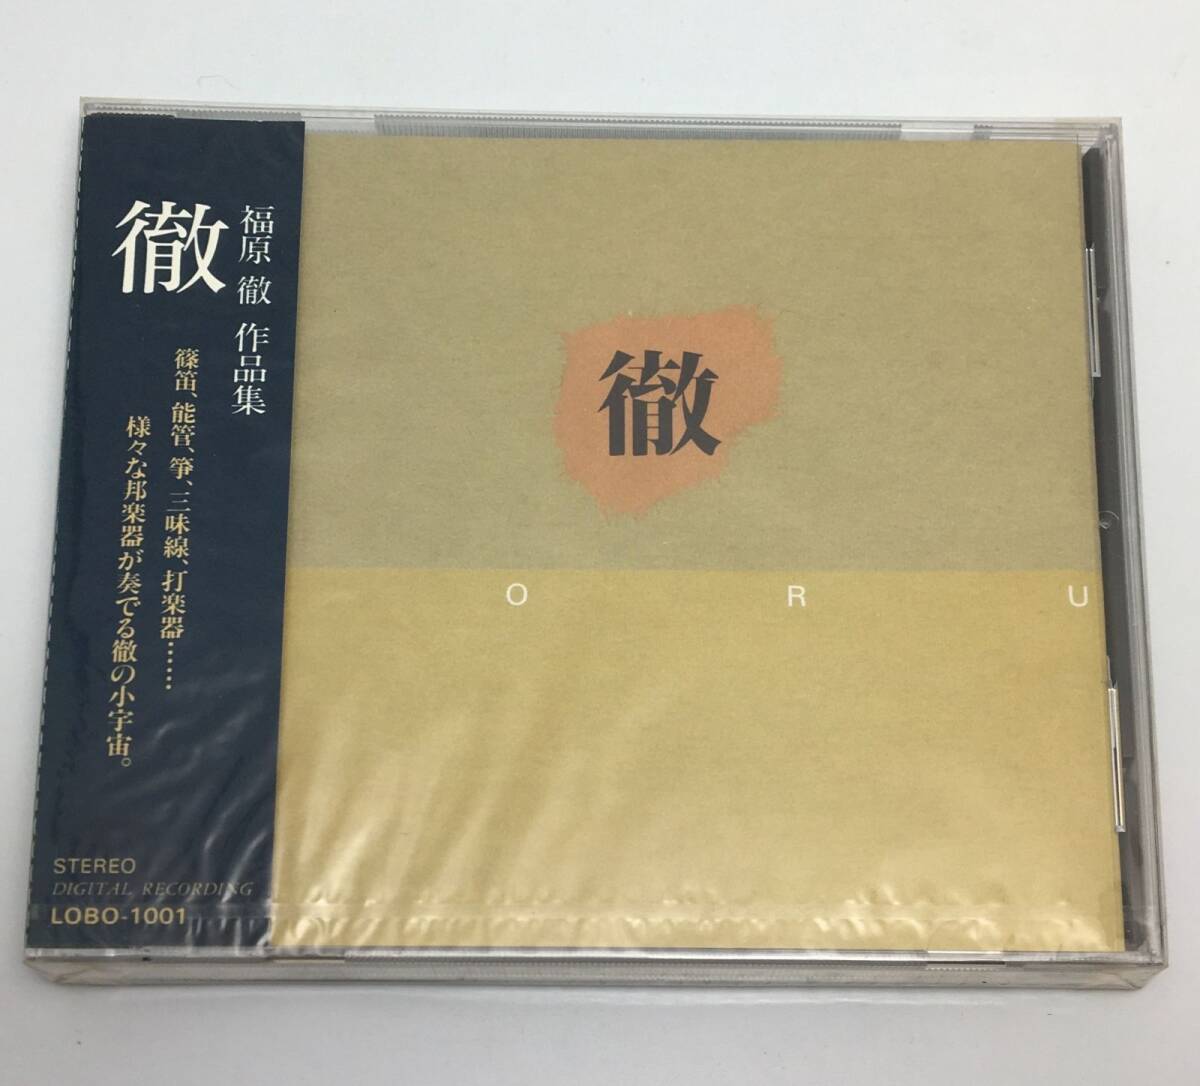 福原 徹 作品集
徹
篠笛、能管、箏、三味線、打楽器……
様々な邦楽器が奏でる徹の小宇宙。
STEREO
DIGITAL RECORDING
LOBO-1001
徹
O R U